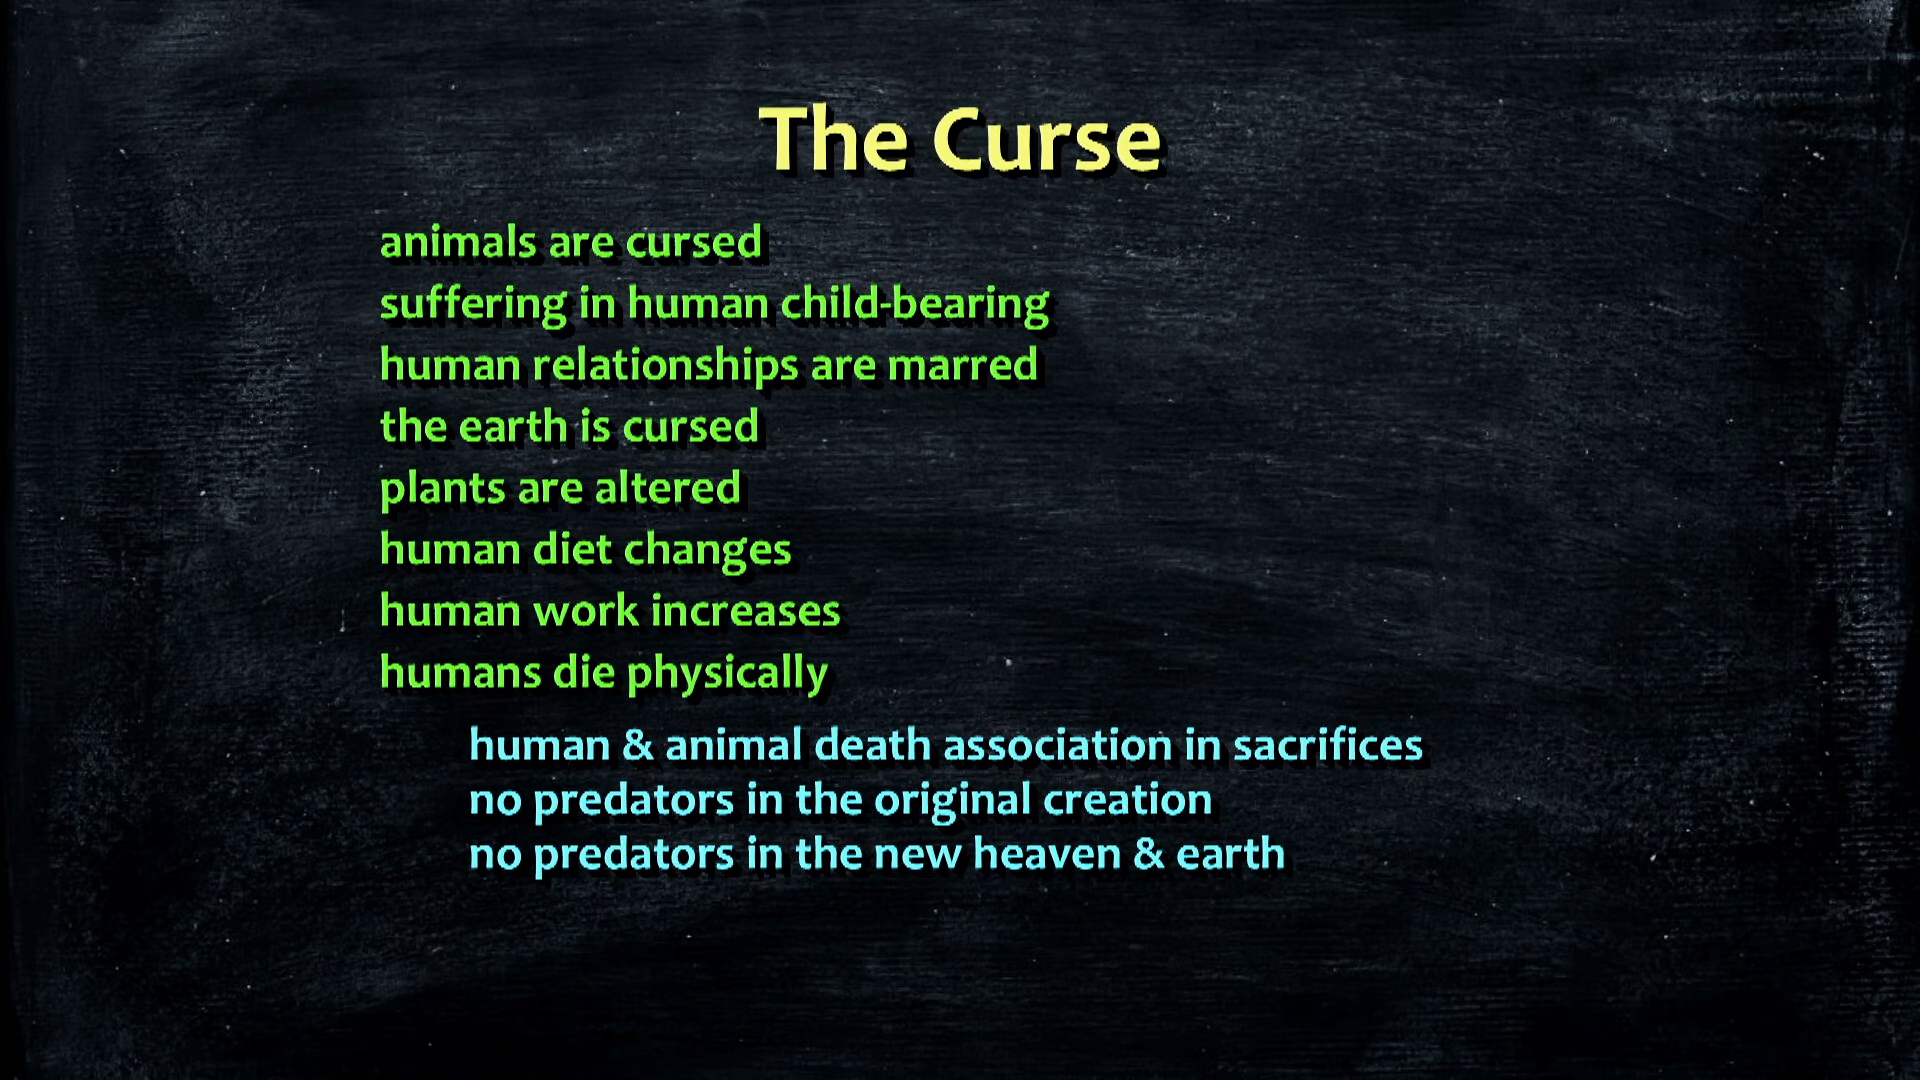 The Curse
animals are cursed
suffering in human child-bearing
human relationships are marred
the earth is cursed
plants are altered
human diet changes
human work increases
humans die physically
human & animal death association in sacrifices
no predators in the original creation
no predators in the new heaven & earth